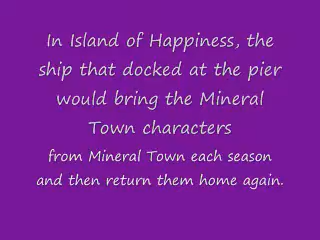 In Island of Happiness, the
ship that docked at the pier
would bring the Mineral
Town characters
from Mineral Town each season
and then return them home again.